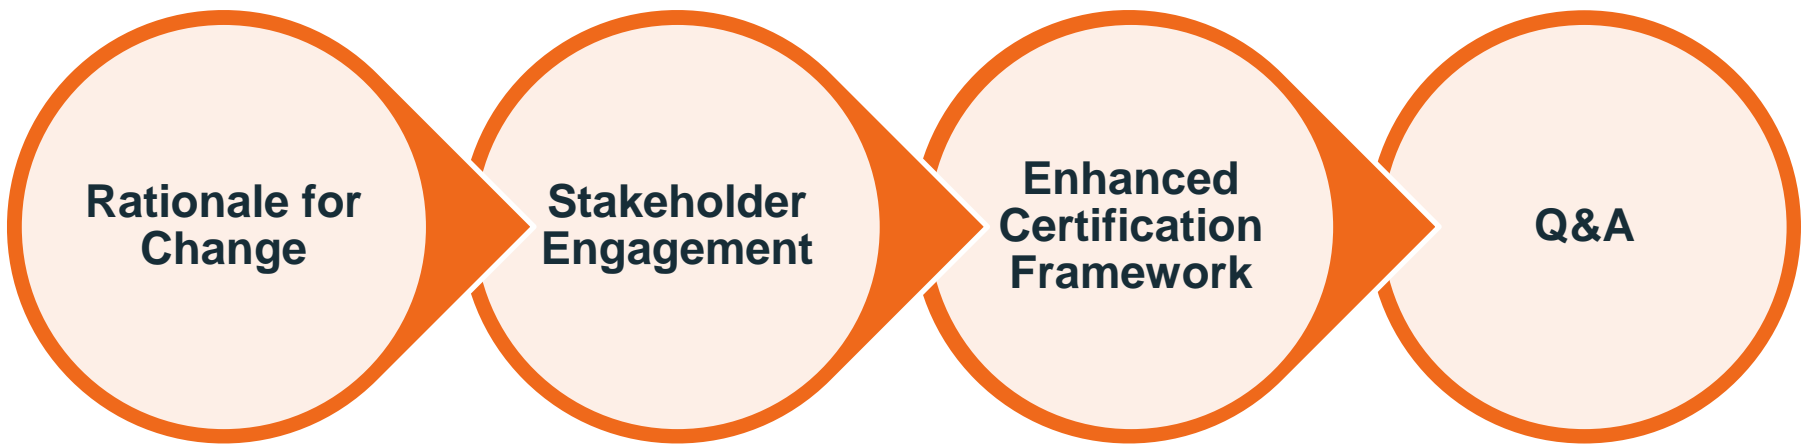 Rationale for
Change
Stakeholder
Engagement
Enhanced
Certification
Framework
Q&A